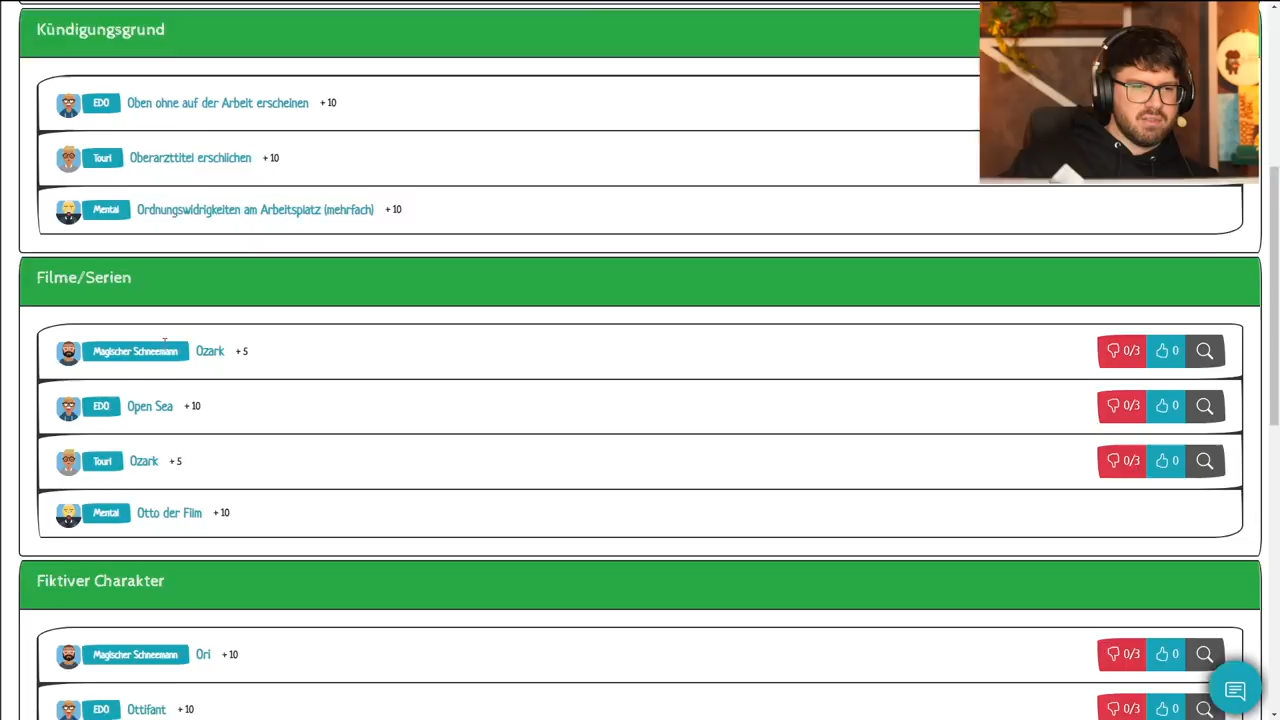 Kündigungsgrund
EDO Oben ohne auf der Arbeit erscheinen + 10
Touri Oberarzttitel erschlichen + 10
Mental Ordnungswidrigkeiten am Arbeitsplatz (mehrfach) + 10
Filme/Serien
Magischer Schneemann Ozark + 5 0/3 0
EDO Open Sea + 10 0/3 0
Touri Ozark + 5 0/3 0
Mental Otto der Film + 10
Fiktiver Charakter
Magischer Schneemann Ori + 10 0/3 0
EDO Ottifant + 10 0/3 0